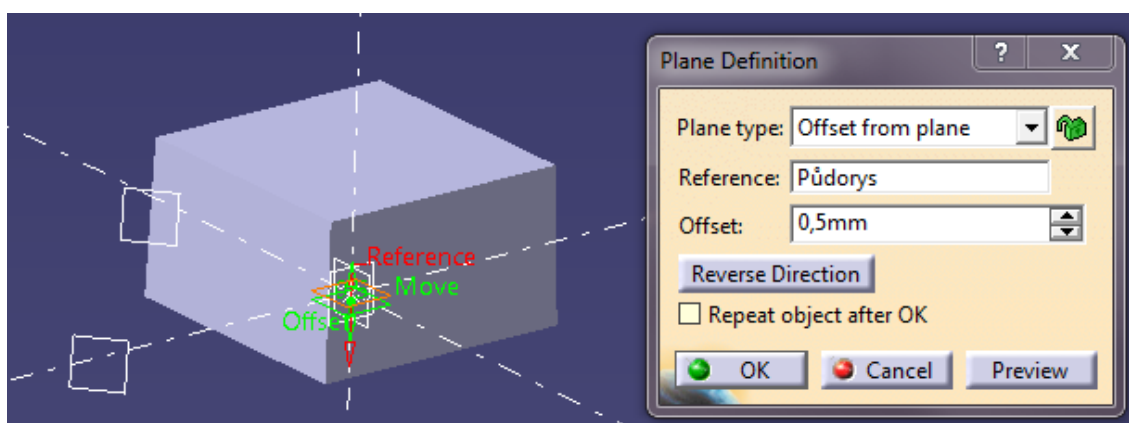 Reference
Move
Offset
Plane Definition
? X
Plane type: Offset from plane
Reference: Půdorys
Offset: 0,5mm
Reverse Direction
Repeat object after OK
OK Cancel Preview